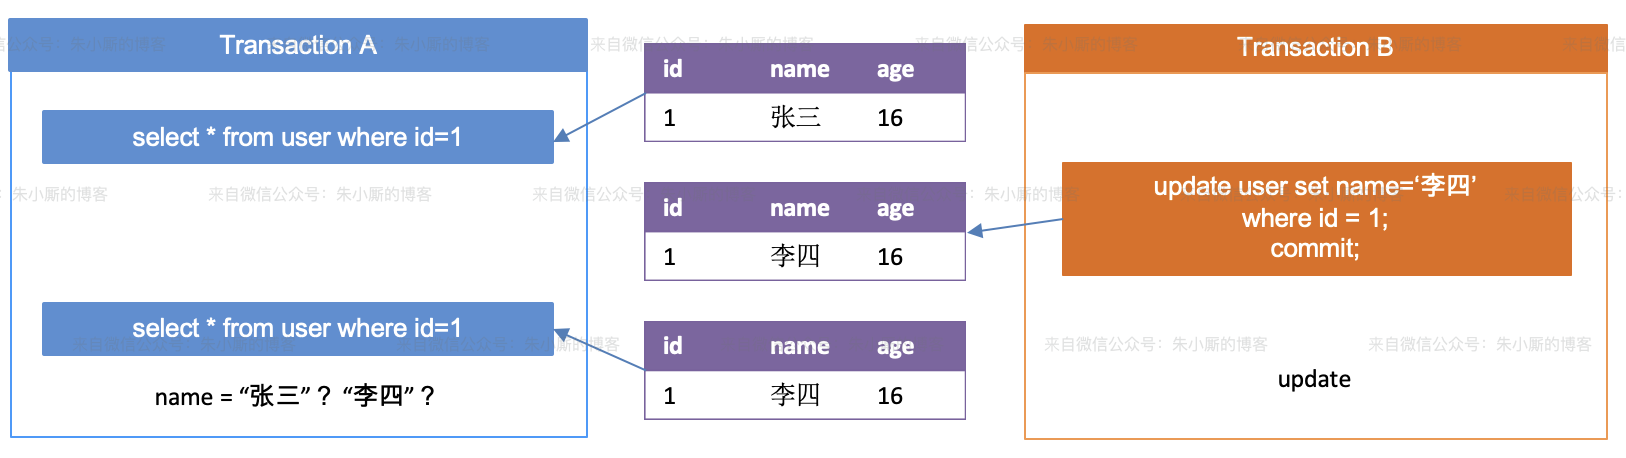 Transaction A
select * from user where id=1
select * from user where id=1
name = “张三”？ “李四”？
id name age
1 张三 16
id name age
1 李四 16
id name age
1 李四 16
Transaction B
update user set name=‘李四’
where id = 1;
commit;
update
来自微信公众号：朱小厮的博客